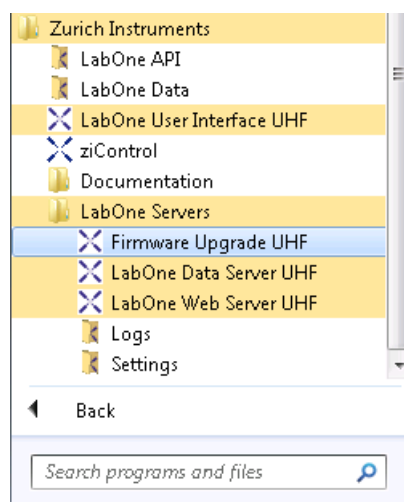 Zurich Instruments
LabOne API
LabOne Data
LabOne User Interface UHF
ziControl
Documentation
LabOne Servers
Firmware Upgrade UHF
LabOne Data Server UHF
LabOne Web Server UHF
Logs
Settings
Back
Search programs and files